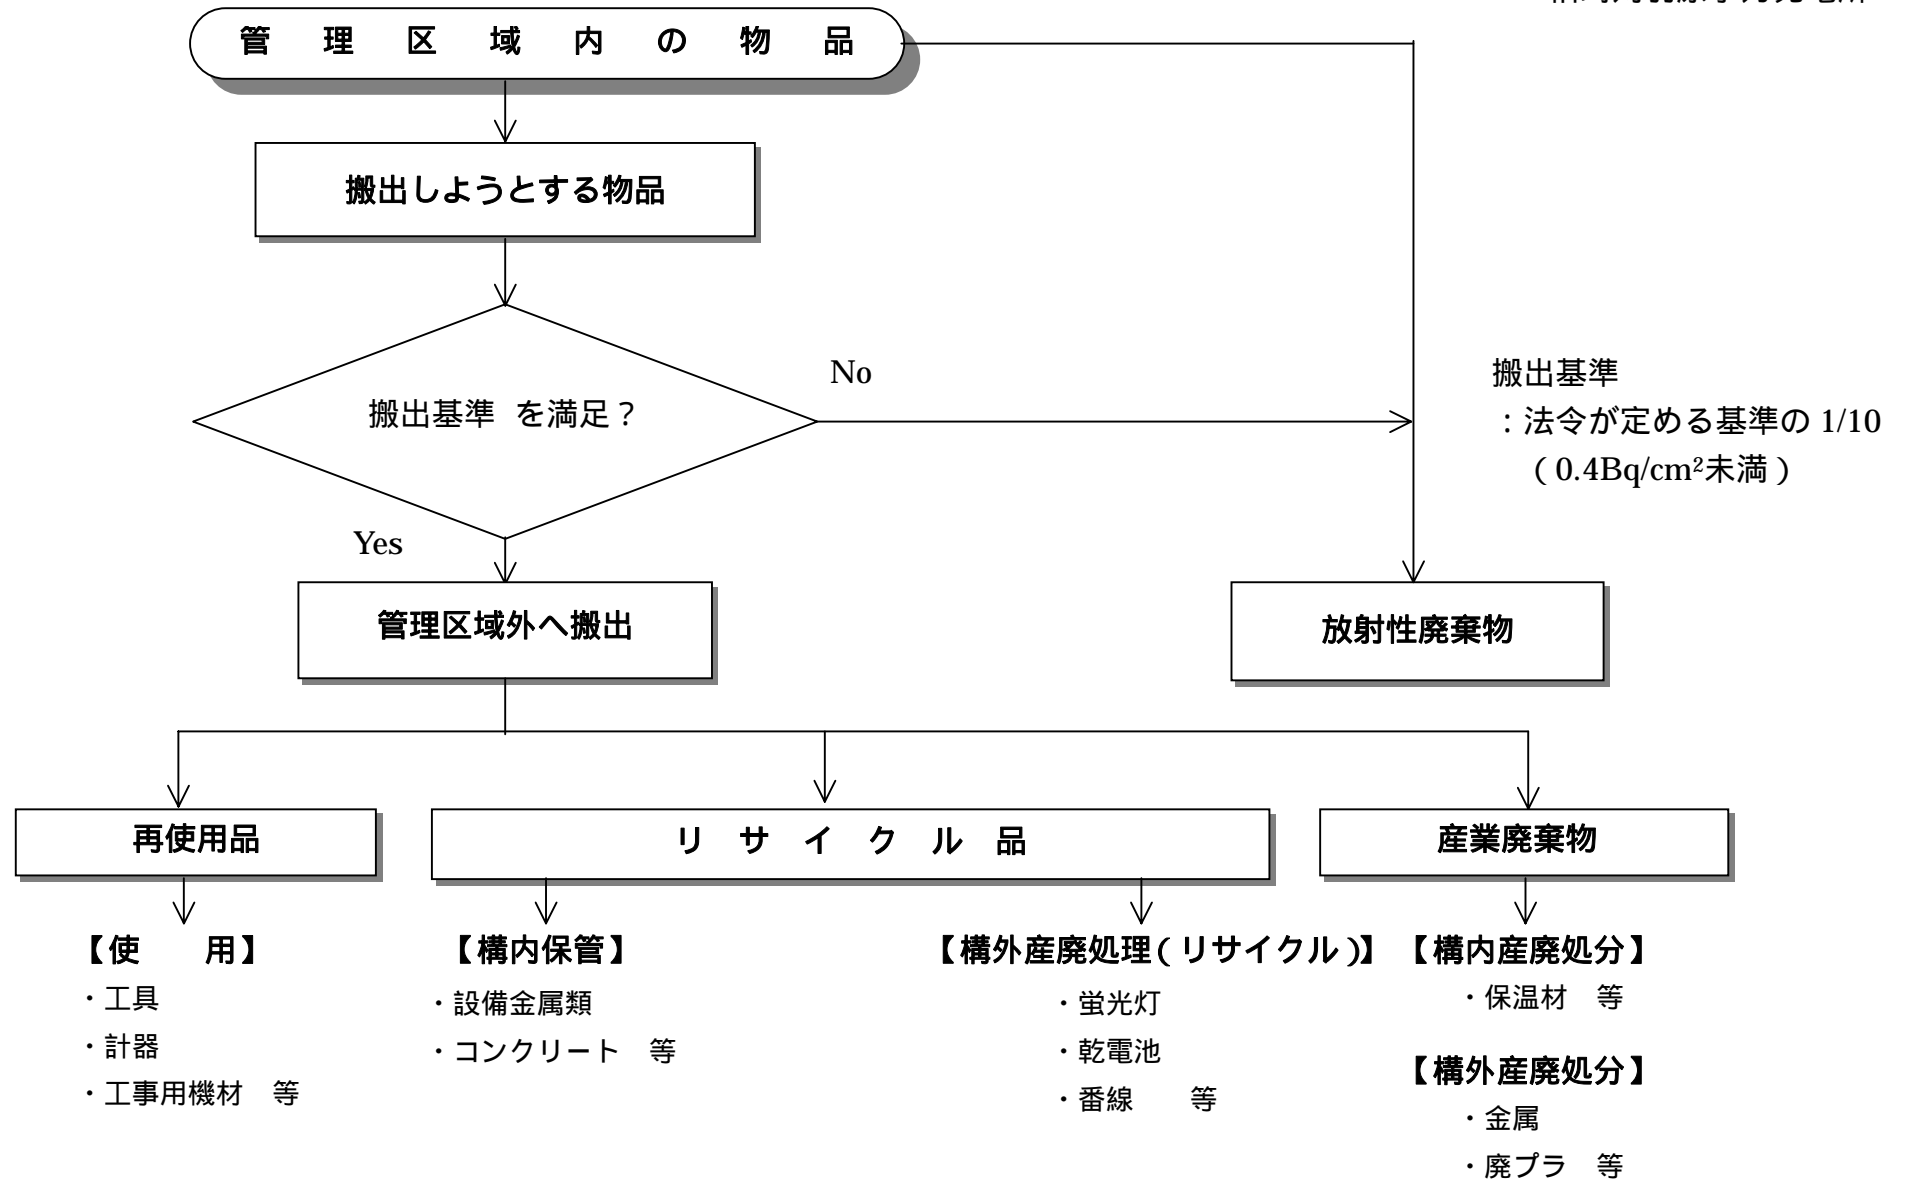 管理区域内の物品
搬出しようとする物品
搬出基準 を満足？
No
Yes
搬出基準
：法令が定める基準の 1/10
（0.4Bq/cm²未満）
管理区域外へ搬出
放射性廃棄物
再使用品
リサイクル品
産業廃棄物
【使 用】
・工具
・計器
・工事用機材 等
【構内保管】
・設備金属類
・コンクリート 等
【構外産廃処理（リサイクル）】
・蛍光灯
・乾電池
・番線 等
【構内産廃処分】
・保温材 等
【構外産廃処分】
・金属
・廃プラ 等